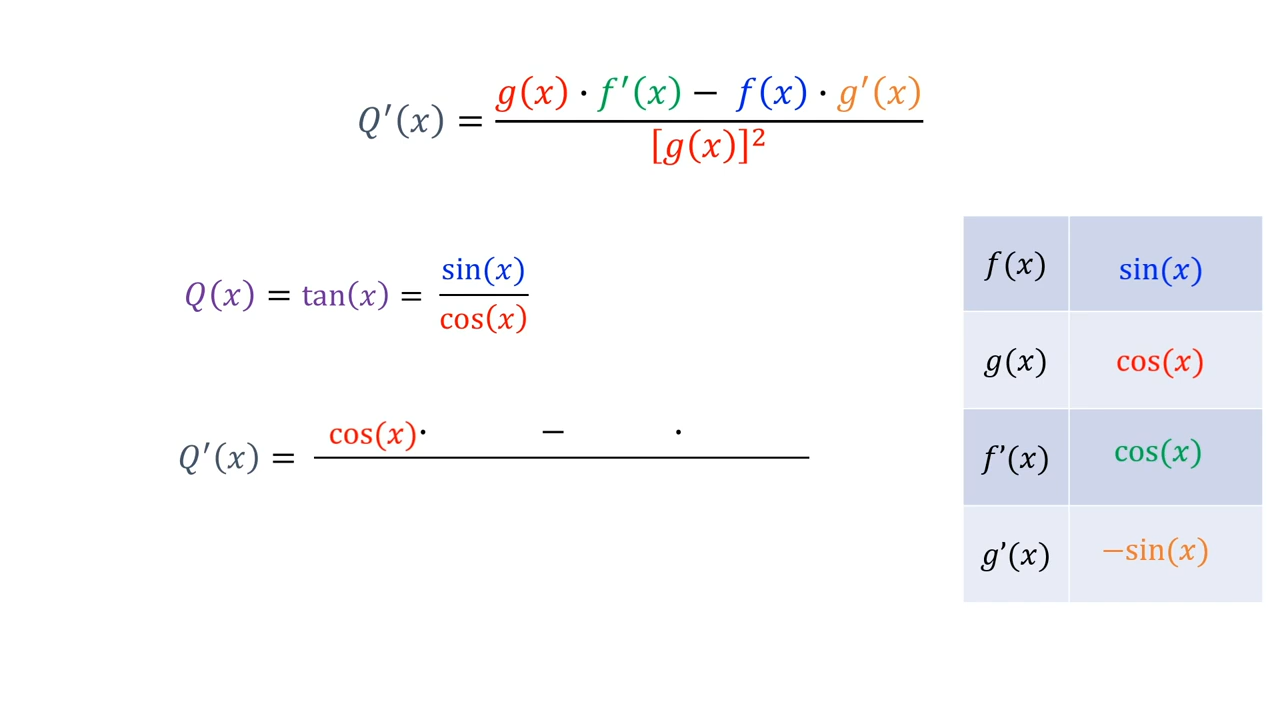 Q′(x) = g(x) · f′(x) − f(x) · g′(x) / [g(x)]²
Q(x) = tan(x) = sin(x) / cos(x)
Q′(x) = cos(x)· − ·
f(x) sin(x)
g(x) cos(x)
f’(x) cos(x)
g’(x) −sin(x)